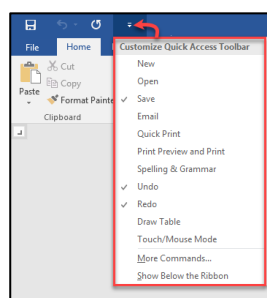 File Home Customize Quick Access Toolbar
Cut
Copy
Paste
Format Painte
Clipboard
New
Open
Save
Email
Quick Print
Print Preview and Print
Spelling & Grammar
Undo
Redo
Draw Table
Touch/Mouse Mode
More Commands...
Show Below the Ribbon